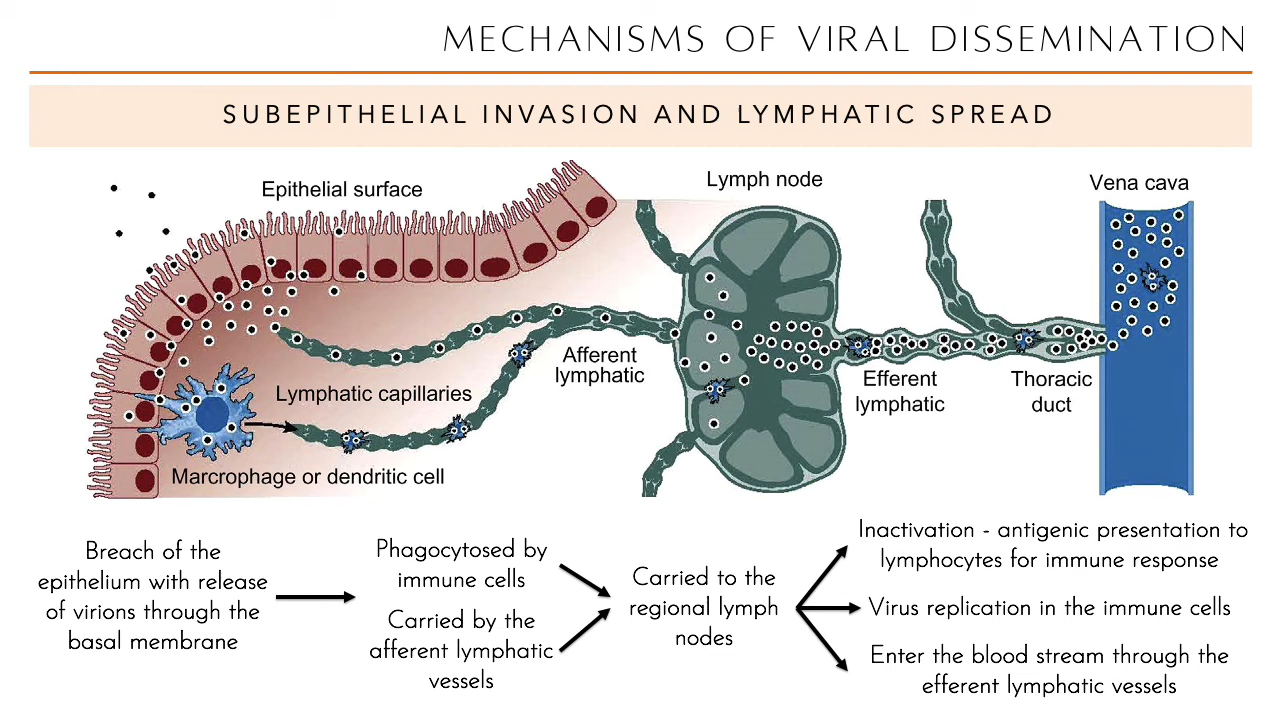 MECHANISMS OF VIRAL DISSEMINATION
SUBEPITHELIAL INVASION AND LYMPHATIC SPREAD
Epithelial surface
Lymph node
Vena cava
Afferent
lymphatic
Lymphatic capillaries
Efferent
lymphatic
Thoracic
duct
Marcrophage or dendritic cell
Breach of the
epithelium with release
of virions through the
basal membrane
Phagocytosed by
immune cells
Carried by the
afferent lymphatic
vessels
Carried to the
regional lymph
nodes
Inactivation - antigenic presentation to
lymphocytes for immune response
Virus replication in the immune cells
Enter the blood stream through the
efferent lymphatic vessels